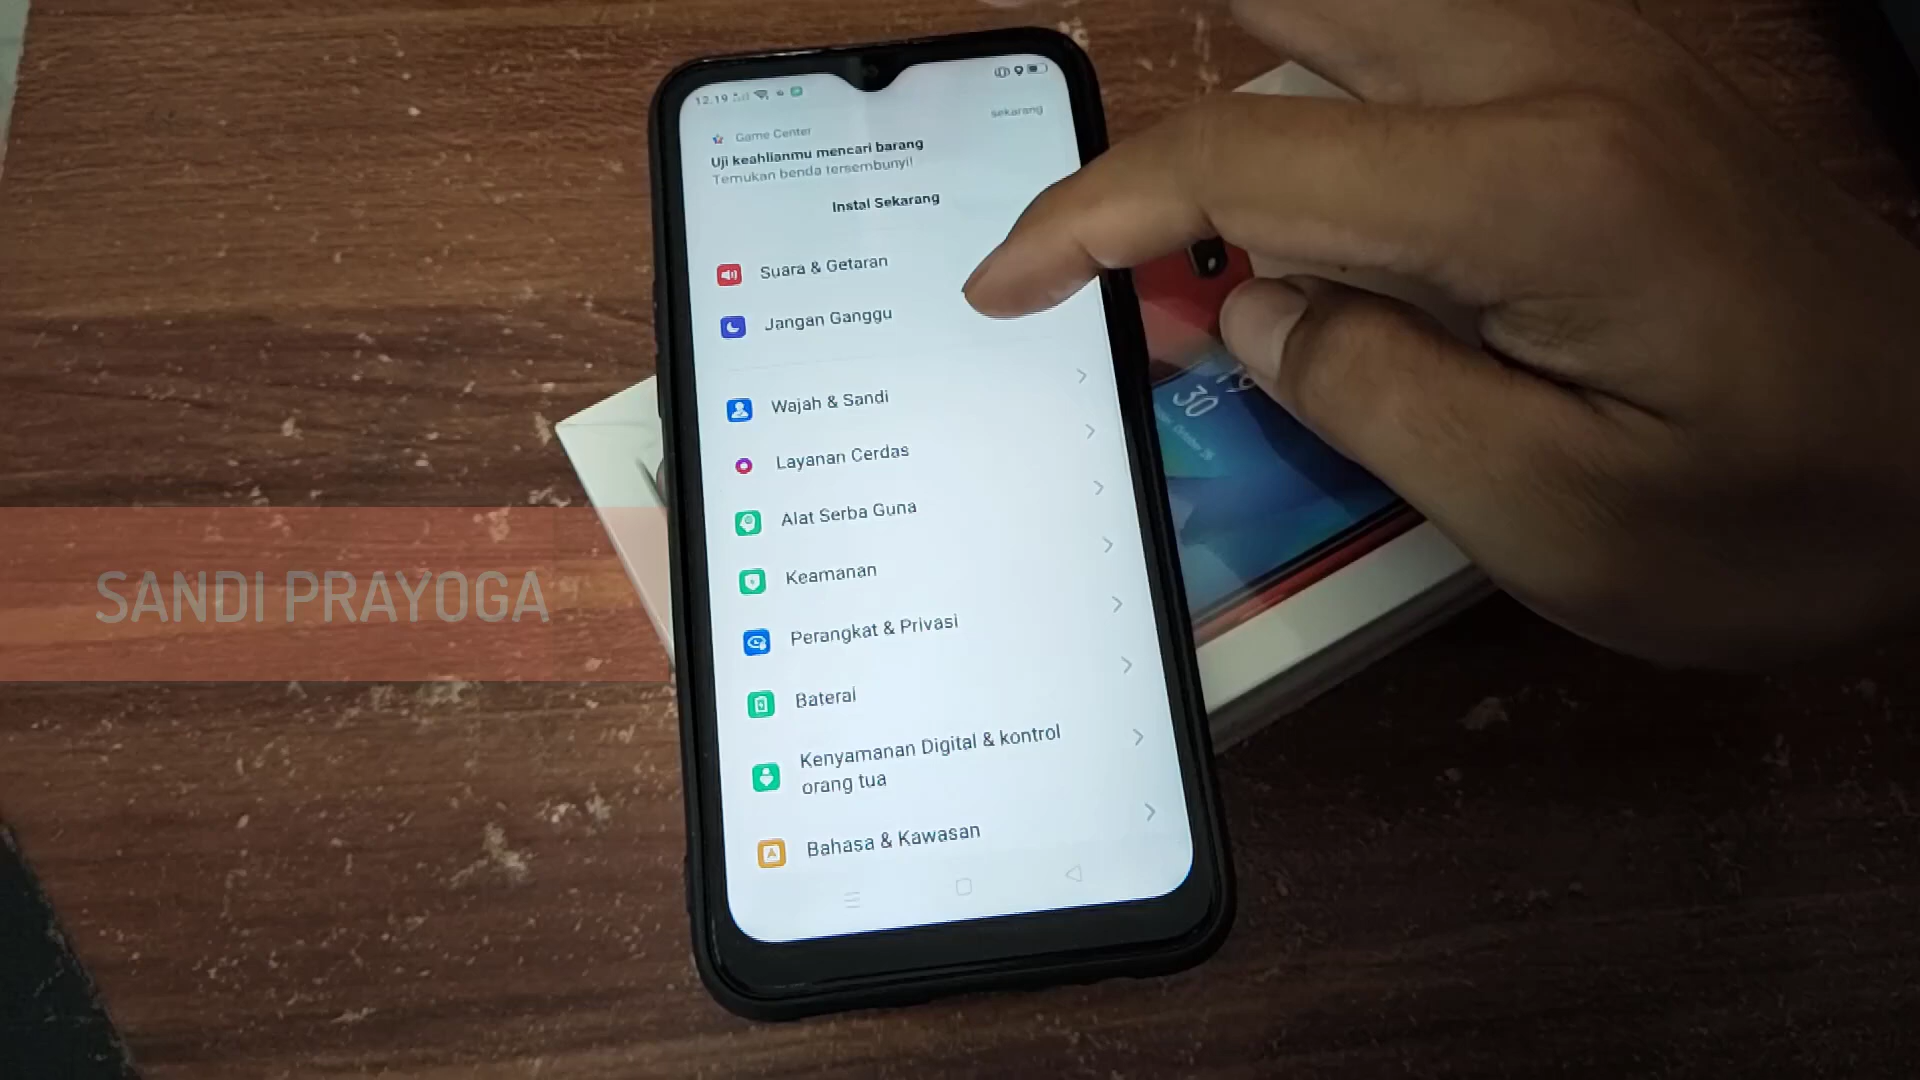 12.19
Game Center
sekarang
Uji keahlianmu mencari barang
Temukan benda tersembunyi!
Instal Sekarang
Suara & Getaran
Jangan Ganggu
Wajah & Sandi
Layanan Cerdas
Alat Serba Guna
Keamanan
Perangkat & Privasi
Baterai
Kenyamanan Digital & kontrol
orang tua
Bahasa & Kawasan
SANDI PRAYOGA
30